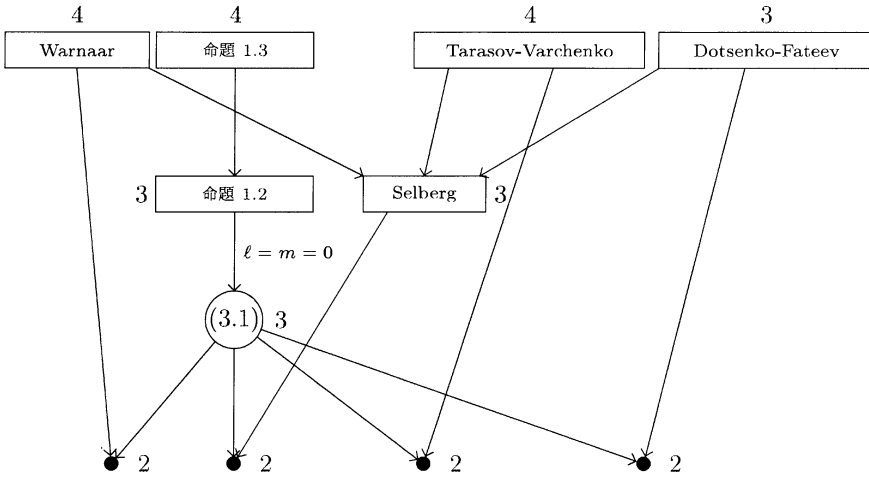 4 4 4 3
Warnaar 命題 1.3 Tarasov-Varchenko Dotsenko-Fateev
3 命題 1.2 Selberg 3
ℓ = m = 0
(3.1) 3
2 2 2 2